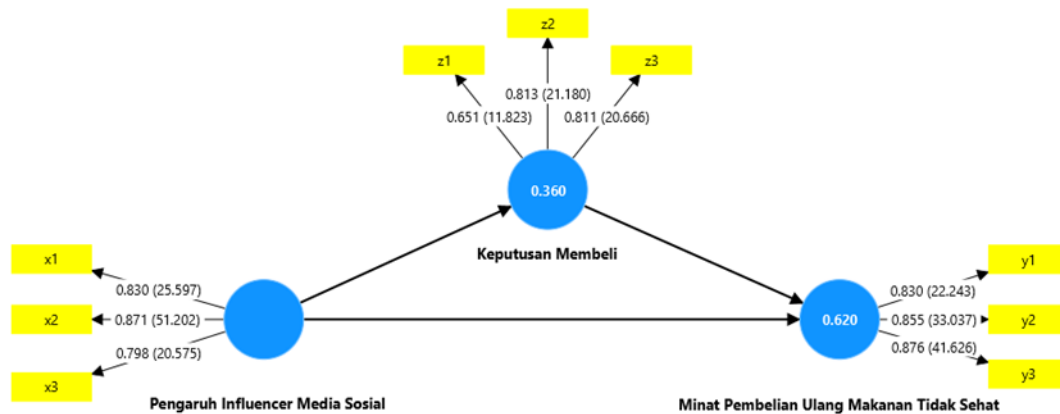 z2
z1
z3
0.813 (21.180)
0.651 (11.823)
0.811 (20.666)
0.360
Keputusan Membeli
x1
x2
x3
0.830 (25.597)
0.871 (51.202)
0.798 (20.575)
Pengaruh Influencer Media Sosial
0.620
0.830 (22.243)
0.855 (33.037)
0.876 (41.626)
y1
y2
y3
Minat Pembelian Ulang Makanan Tidak Sehat